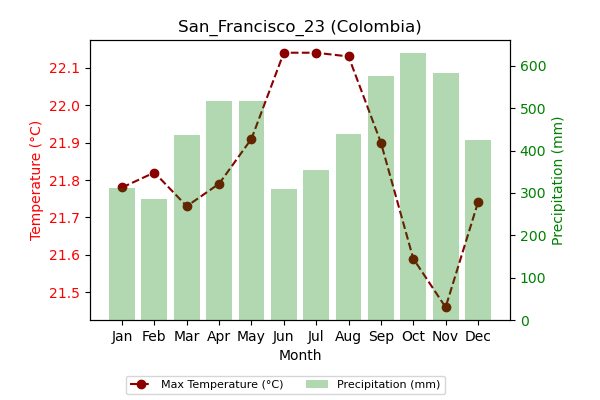 San_Francisco_23 (Colombia)
Temperature (°C)
22.1
22.0
21.9
21.8
21.7
21.6
21.5
600
500
400
300
200
100
0
Precipitation (mm)
Jan Feb Mar Apr May Jun Jul Aug Sep Oct Nov Dec
Month
Max Temperature (°C) Precipitation (mm)